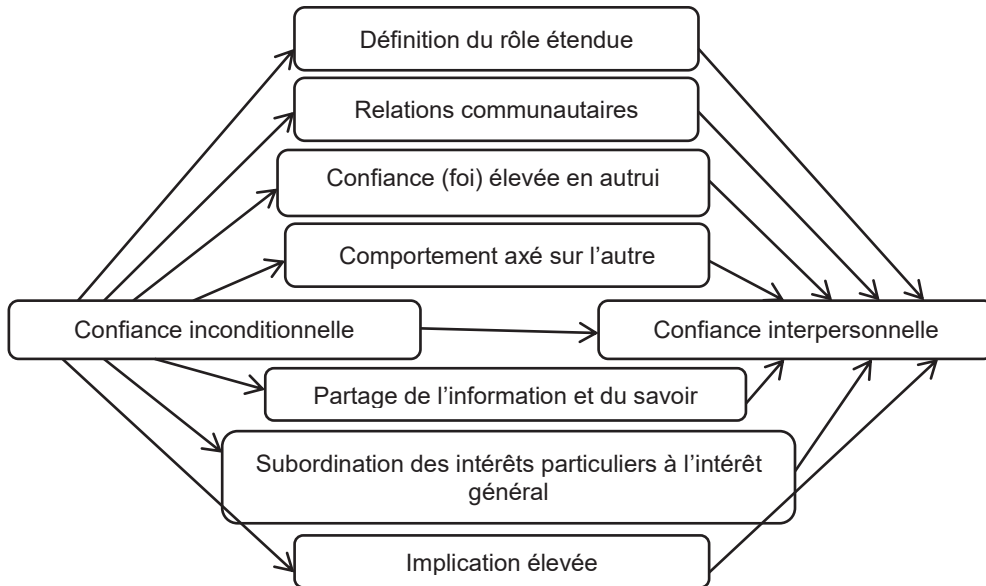 Définition du rôle étendue
Relations communautaires
Confiance (foi) élevée en autrui
Comportement axé sur l’autre
Confiance inconditionnelle
Confiance interpersonnelle
Partage de l’information et du savoir
Subordination des intérêts particuliers à l’intérêt
général
Implication élevée